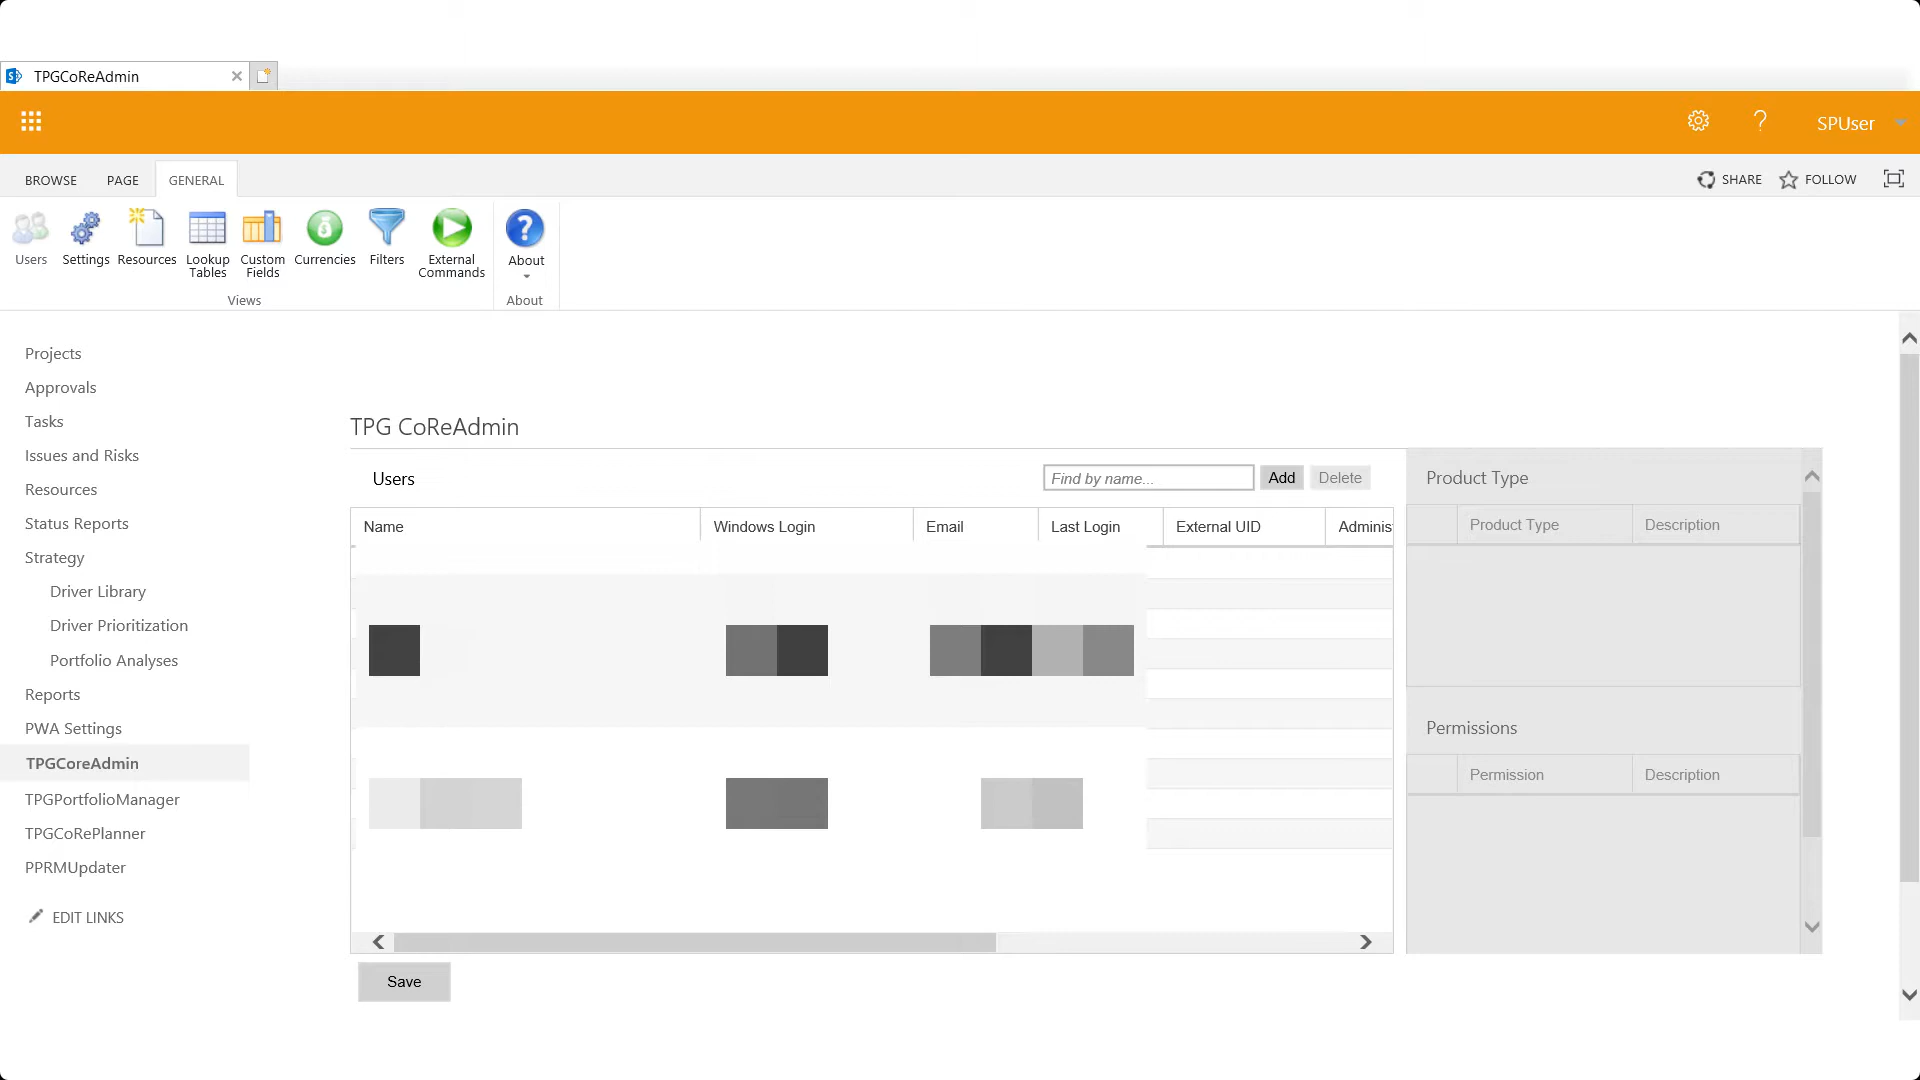 TPGCoReAdmin
SPUser
BROWSE PAGE GENERAL
SHARE FOLLOW
Users Settings Resources Lookup Tables Custom Fields Currencies Filters External Commands About
Views About
Projects
Approvals
Tasks
Issues and Risks
Resources
Status Reports
Strategy
Driver Library
Driver Prioritization
Portfolio Analyses
Reports
PWA Settings
TPGCoreAdmin
TPGPortfolioManager
TPGCoRePlanner
PPRMUpdater
EDIT LINKS
TPG CoReAdmin
Users Find by name... Add Delete
Name Windows Login Email Last Login External UID Adminis
Save
Product Type
Product Type Description
Permissions
Permission Description